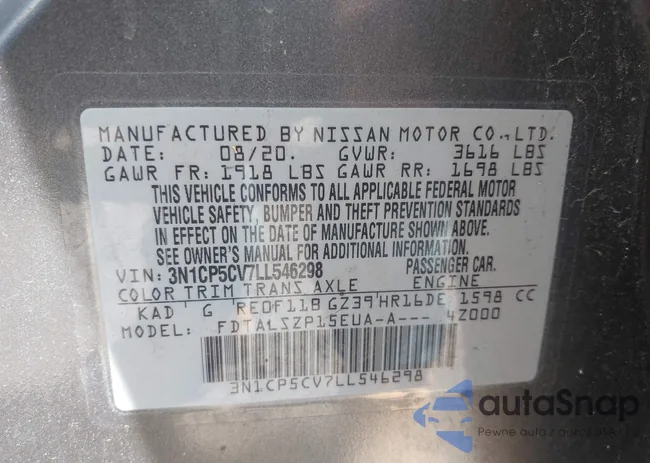 MANUFACTURED BY NISSAN MOTOR CO., LTD.
DATE: 08/20. GVWR: 3616 LBS
GAWR FR: 1918 LBS GAWR RR: 1698 LBS
THIS VEHICLE CONFORMS TO ALL APPLICABLE FEDERAL MOTOR
VEHICLE SAFETY, BUMPER AND THEFT PREVENTION STANDARDS
IN EFFECT ON THE DATE OF MANUFACTURE SHOWN ABOVE.
SEE OWNER'S MANUAL FOR ADDITIONAL INFORMATION.
VIN: 3N1CP5CV7LL546298 PASSENGER CAR.
COLOR TRIM TRANS AXLE ENGINE
KAD G RE0F11B GZ39 HR16DE 1598 CC
MODEL: FDTALSZP15EUA-A--- 4Z000
3N1CP5CV7LL546298
autoSnap
Pewne auta z